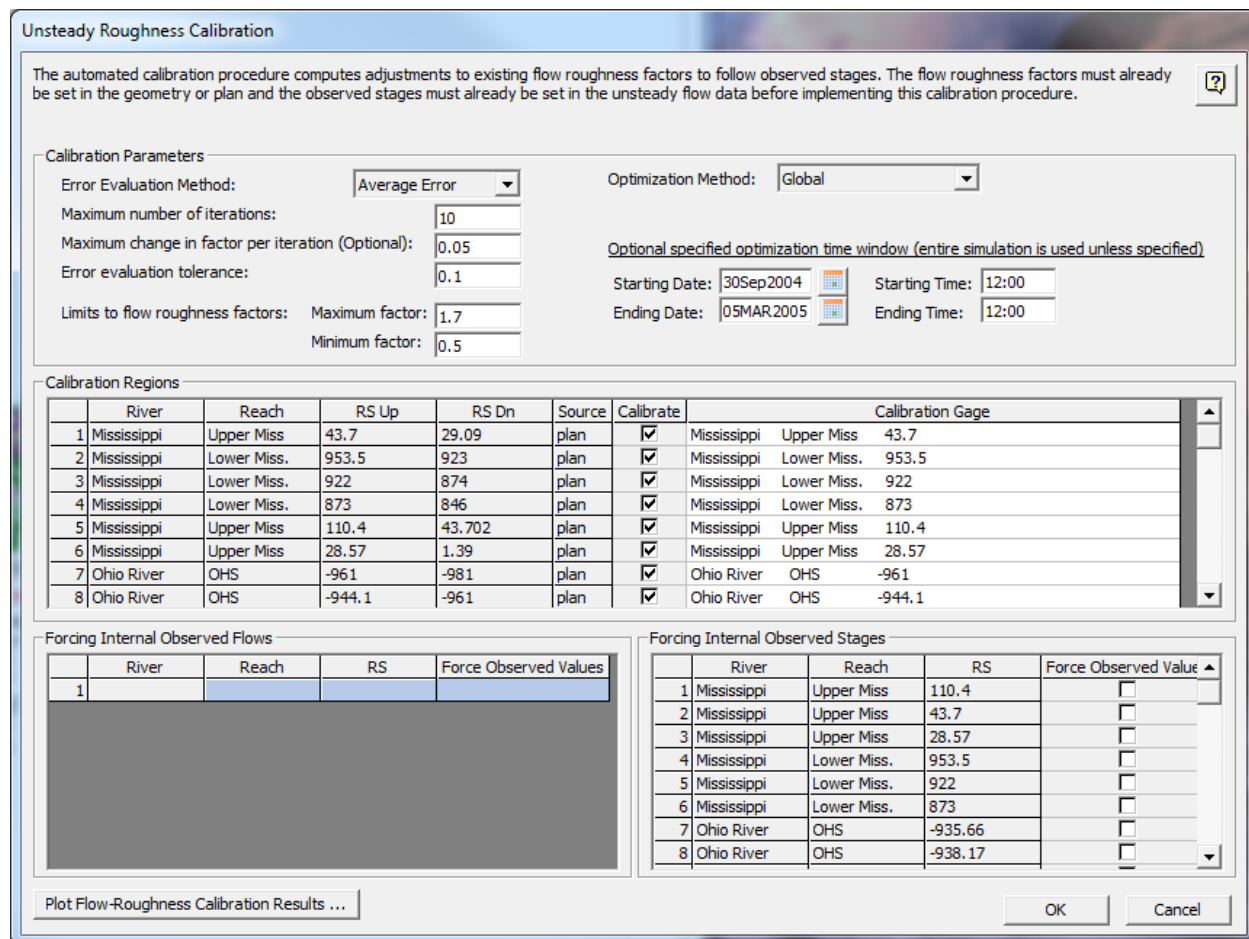 Unsteady Roughness Calibration
The automated calibration procedure computes adjustments to existing flow roughness factors to follow observed stages. The flow roughness factors must already
be set in the geometry or plan and the observed stages must already be set in the unsteady flow data before implementing this calibration procedure.
Calibration Parameters
Error Evaluation Method: Average Error
Maximum number of iterations: 10
Maximum change in factor per iteration (Optional): 0.05
Error evaluation tolerance: 0.1
Limits to flow roughness factors: Maximum factor: 1.7
Minimum factor: 0.5
Optimization Method: Global
Optional specified optimization time window (entire simulation is used unless specified)
Starting Date: 30Sep2004 Starting Time: 12:00
Ending Date: 05MAR2005 Ending Time: 12:00
Calibration Regions
River Reach RS Up RS Dn Source Calibrate Calibration Gage
1 Mississippi Upper Miss 43.7 29.09 plan Mississippi Upper Miss 43.7
2 Mississippi Lower Miss. 953.5 923 plan Mississippi Lower Miss. 953.5
3 Mississippi Lower Miss. 922 874 plan Mississippi Lower Miss. 922
4 Mississippi Lower Miss. 873 846 plan Mississippi Lower Miss. 873
5 Mississippi Upper Miss 110.4 43.702 plan Mississippi Upper Miss 110.4
6 Mississippi Upper Miss 28.57 1.39 plan Mississippi Upper Miss 28.57
7 Ohio River OHS -961 -981 plan Ohio River OHS -961
8 Ohio River OHS -944.1 -961 plan Ohio River OHS -944.1
Forcing Internal Observed Flows
River Reach RS Force Observed Values
1
Forcing Internal Observed Stages
River Reach RS Force Observed Value
1 Mississippi Upper Miss 110.4
2 Mississippi Upper Miss 43.7
3 Mississippi Upper Miss 28.57
4 Mississippi Lower Miss. 953.5
5 Mississippi Lower Miss. 922
6 Mississippi Lower Miss. 873
7 Ohio River OHS -935.66
8 Ohio River OHS -938.17
Plot Flow-Roughness Calibration Results ...
OK Cancel